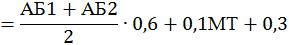 = АБ1 + АБ2 / 2 · 0,6 + 0,1МТ + 0,3